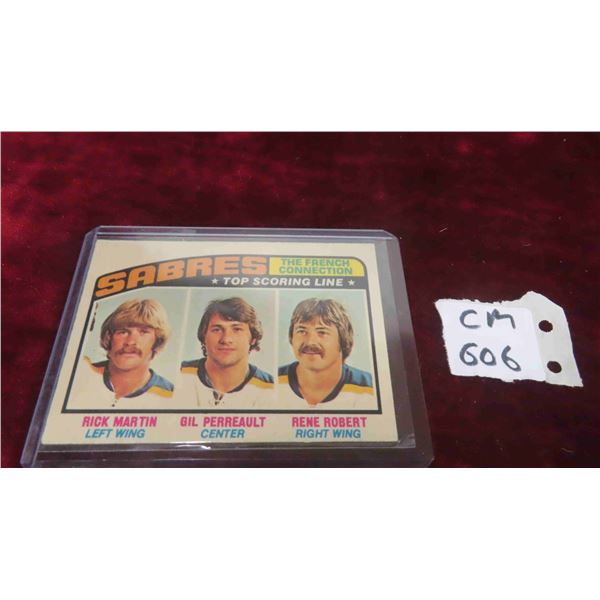 SABRES
THE FRENCH
CONNECTION
★ TOP SCORING LINE ★
RICK MARTIN
LEFT WING
GIL PERREAULT
CENTER
RENE ROBERT
RIGHT WING
CM
606